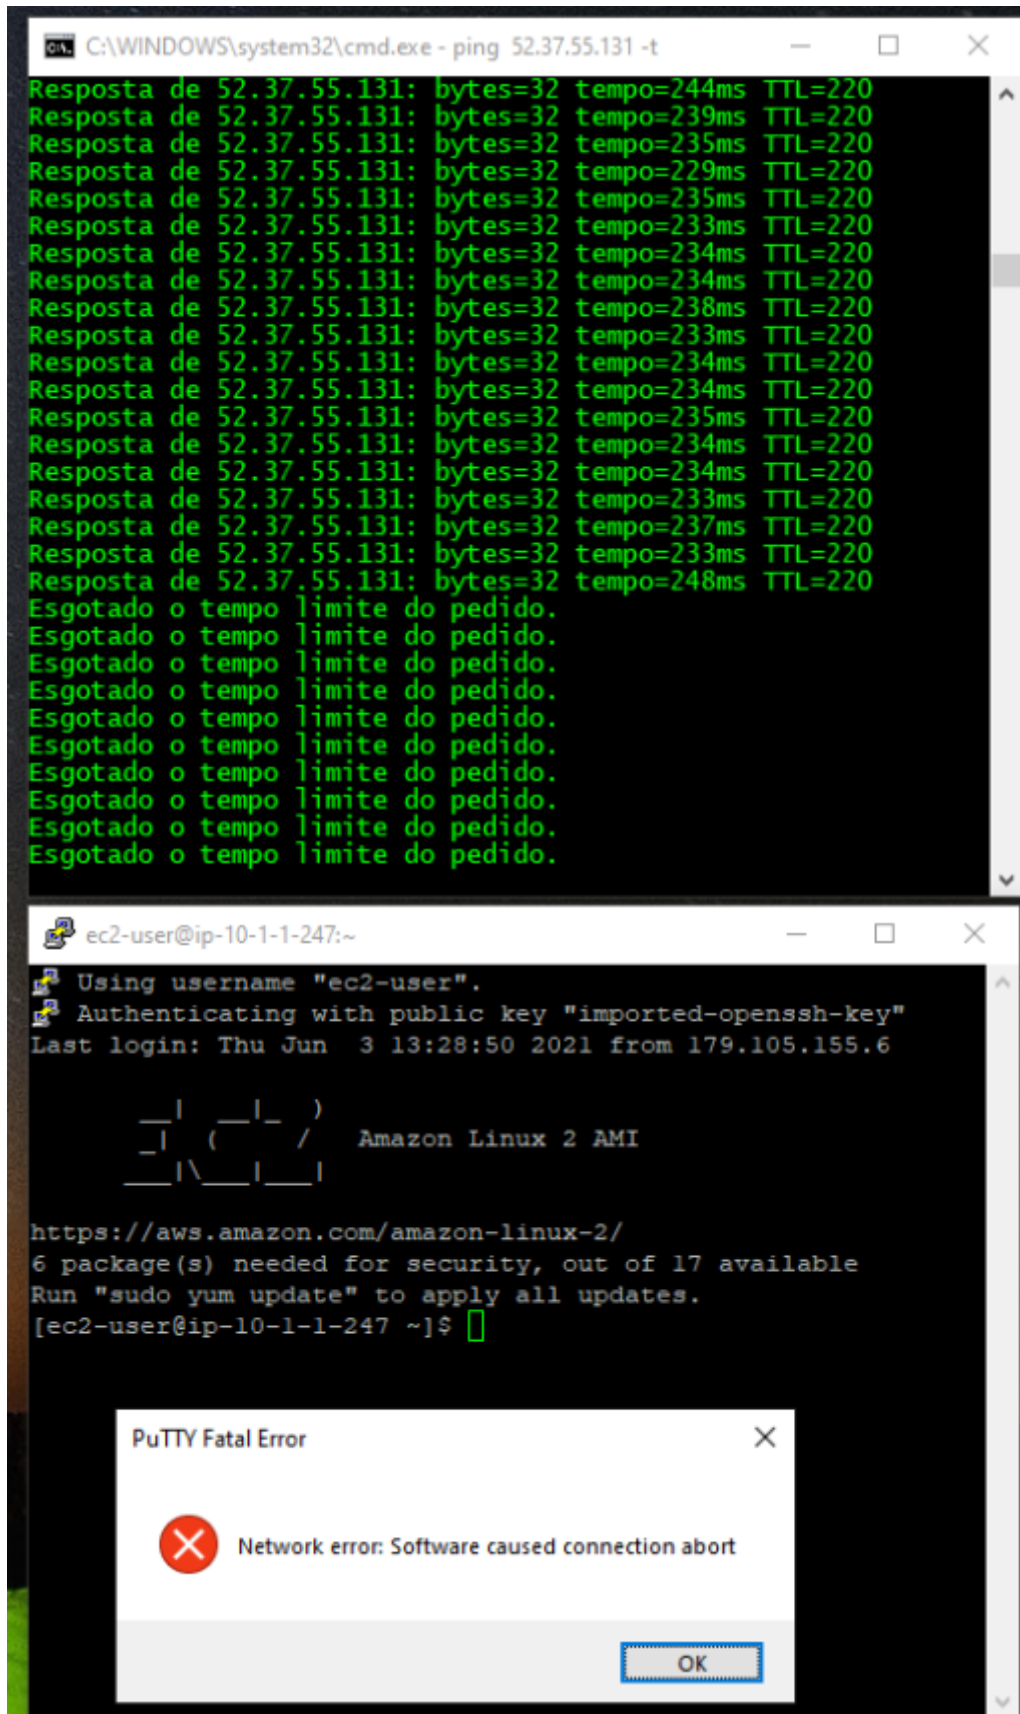 C:\WINDOWS\system32\cmd.exe - ping 52.37.55.131 -t
Resposta de 52.37.55.131: bytes=32 tempo=244ms TTL=220
Resposta de 52.37.55.131: bytes=32 tempo=239ms TTL=220
Resposta de 52.37.55.131: bytes=32 tempo=235ms TTL=220
Resposta de 52.37.55.131: bytes=32 tempo=229ms TTL=220
Resposta de 52.37.55.131: bytes=32 tempo=235ms TTL=220
Resposta de 52.37.55.131: bytes=32 tempo=233ms TTL=220
Resposta de 52.37.55.131: bytes=32 tempo=234ms TTL=220
Resposta de 52.37.55.131: bytes=32 tempo=234ms TTL=220
Resposta de 52.37.55.131: bytes=32 tempo=238ms TTL=220
Resposta de 52.37.55.131: bytes=32 tempo=233ms TTL=220
Resposta de 52.37.55.131: bytes=32 tempo=234ms TTL=220
Resposta de 52.37.55.131: bytes=32 tempo=234ms TTL=220
Resposta de 52.37.55.131: bytes=32 tempo=235ms TTL=220
Resposta de 52.37.55.131: bytes=32 tempo=234ms TTL=220
Resposta de 52.37.55.131: bytes=32 tempo=234ms TTL=220
Resposta de 52.37.55.131: bytes=32 tempo=233ms TTL=220
Resposta de 52.37.55.131: bytes=32 tempo=237ms TTL=220
Resposta de 52.37.55.131: bytes=32 tempo=233ms TTL=220
Resposta de 52.37.55.131: bytes=32 tempo=248ms TTL=220
Esgotado o tempo limite do pedido.
Esgotado o tempo limite do pedido.
Esgotado o tempo limite do pedido.
Esgotado o tempo limite do pedido.
Esgotado o tempo limite do pedido.
Esgotado o tempo limite do pedido.
Esgotado o tempo limite do pedido.
Esgotado o tempo limite do pedido.
Esgotado o tempo limite do pedido.
Esgotado o tempo limite do pedido.
ec2-user@ip-10-1-1-247:~
Using username "ec2-user".
Authenticating with public key "imported-openssh-key"
Last login: Thu Jun  3 13:28:50 2021 from 179.105.155.6
       __|  __|_  )
       _|  (     /   Amazon Linux 2 AMI
      ___|\___|___|
https://aws.amazon.com/amazon-linux-2/
6 package(s) needed for security, out of 17 available
Run "sudo yum update" to apply all updates.
[ec2-user@ip-10-1-1-247 ~]$
PuTTY Fatal Error
Network error: Software caused connection abort
OK